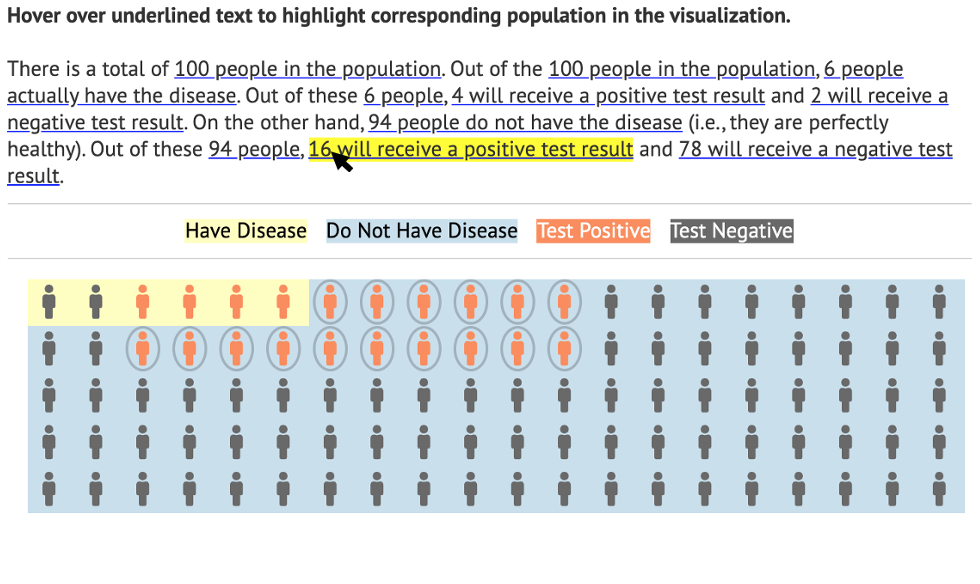 Hover over underlined text to highlight corresponding population in the visualization.
There is a total of 100 people in the population. Out of the 100 people in the population, 6 people
actually have the disease. Out of these 6 people, 4 will receive a positive test result and 2 will receive a
negative test result. On the other hand, 94 people do not have the disease (i.e., they are perfectly
healthy). Out of these 94 people, 16 will receive a positive test result and 78 will receive a negative test
result.
Have Disease Do Not Have Disease Test Positive Test Negative